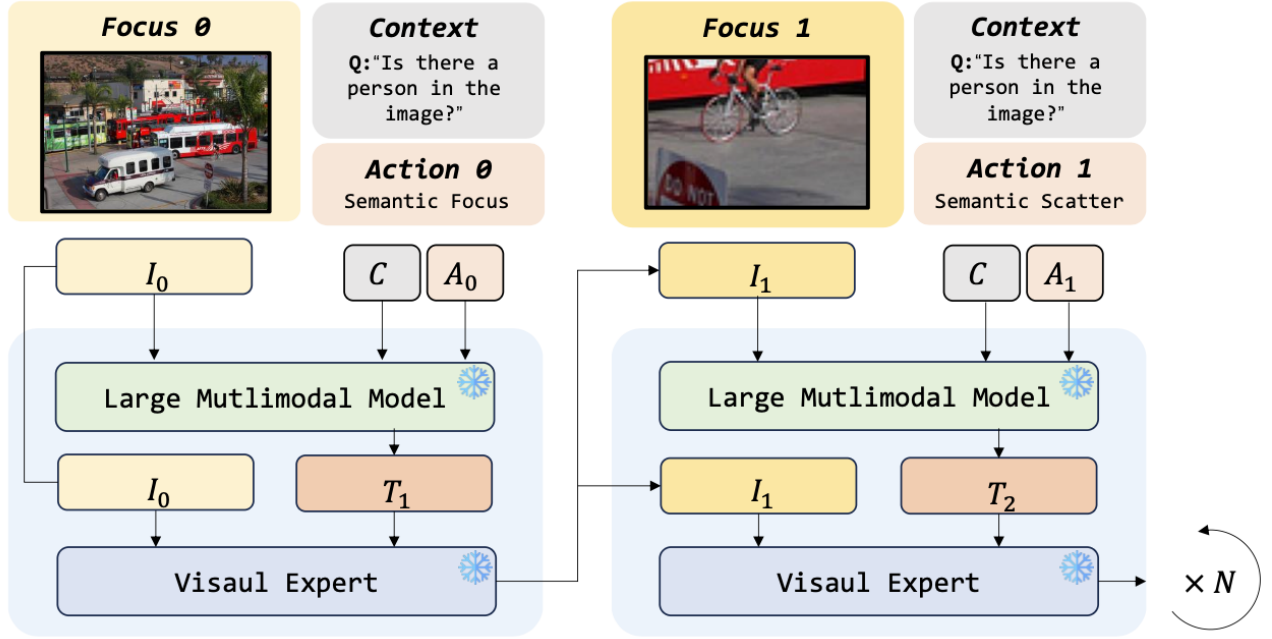 Focus 0
Context
Q:"Is there a
person in the
image?"
Action 0
Semantic Focus
Focus 1
DO NOT
Context
Q:"Is there a
person in the
image?"
Action 1
Semantic Scatter
I₀
C
A₀
I₁
C
A₁
Large Mutlimodal Model
Large Mutlimodal Model
I₀
T₁
I₁
T₂
Visaul Expert
Visaul Expert
× N